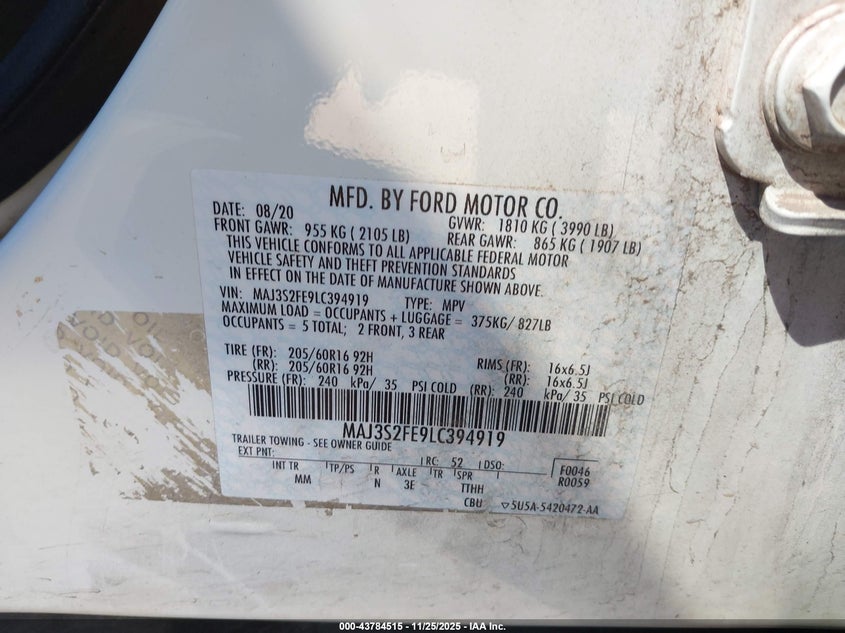 MFD. BY FORD MOTOR CO.
DATE: 08/20 GVWR: 1810 KG ( 3990 LB)
FRONT GAWR: 955 KG ( 2105 LB) REAR GAWR: 865 KG ( 1907 LB)
THIS VEHICLE CONFORMS TO ALL APPLICABLE FEDERAL MOTOR
VEHICLE SAFETY AND THEFT PREVENTION STANDARDS
IN EFFECT ON THE DATE OF MANUFACTURE SHOWN ABOVE.
VIN: MAJ3S2FE9LC394919 TYPE: MPV
MAXIMUM LOAD = OCCUPANTS + LUGGAGE = 375KG/ 827LB
OCCUPANTS = 5 TOTAL; 2 FRONT, 3 REAR
TIRE (FR): 205/60R16 92H RIMS (FR): 16x6.5J
(RR): 205/60R16 92H (RR): 16x6.5J
PRESSURE (FR): 240 kPa/ 35 PSI COLD (RR): 240 kPa/ 35 PSI COLD
MAJ3S2FE9LC394919
TRAILER TOWING - SEE OWNER GUIDE
EXT PNT: RC: 52 DSO: F0046
INT TR TP/PS R AXLE TR SPR R0059
MM N 3E TTHH
CBU 5U5A-5420472-AA
000-43784515 - 11/25/2025 - IAA Inc.